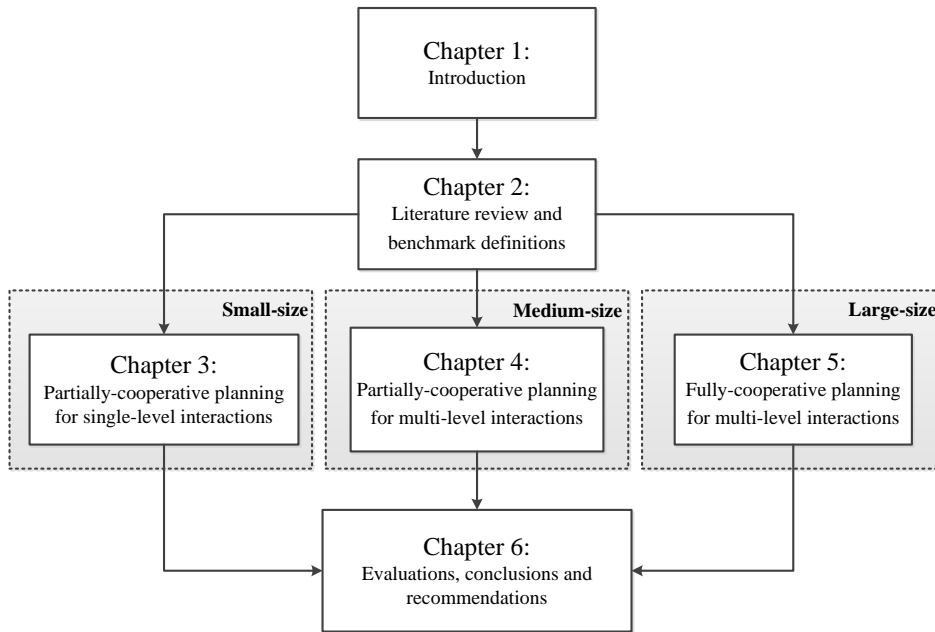 Chapter 1:
Introduction
Chapter 2:
Literature review and
benchmark definitions
Small-size
Chapter 3:
Partially-cooperative planning
for single-level interactions
Medium-size
Chapter 4:
Partially-cooperative planning
for multi-level interactions
Large-size
Chapter 5:
Fully-cooperative planning
for multi-level interactions
Chapter 6:
Evaluations, conclusions and
recommendations